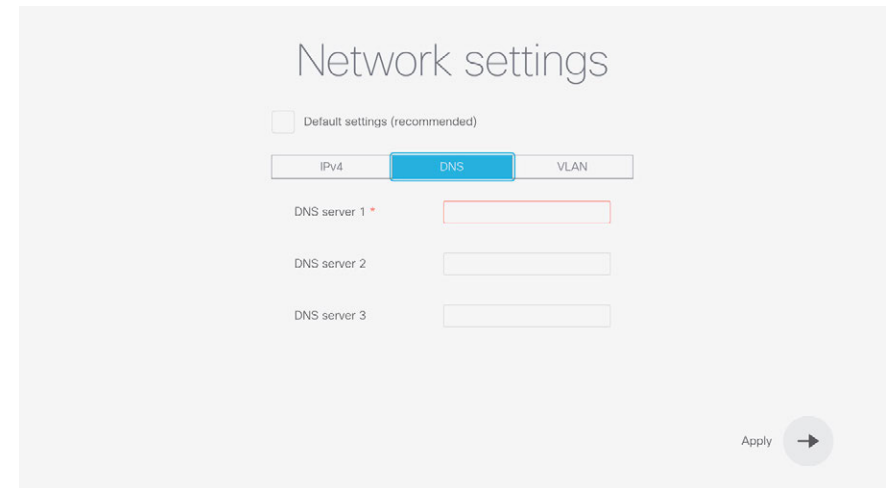 Network settings
Default settings (recommended)
IPv4 DNS VLAN
DNS server 1 *
DNS server 2
DNS server 3
Apply